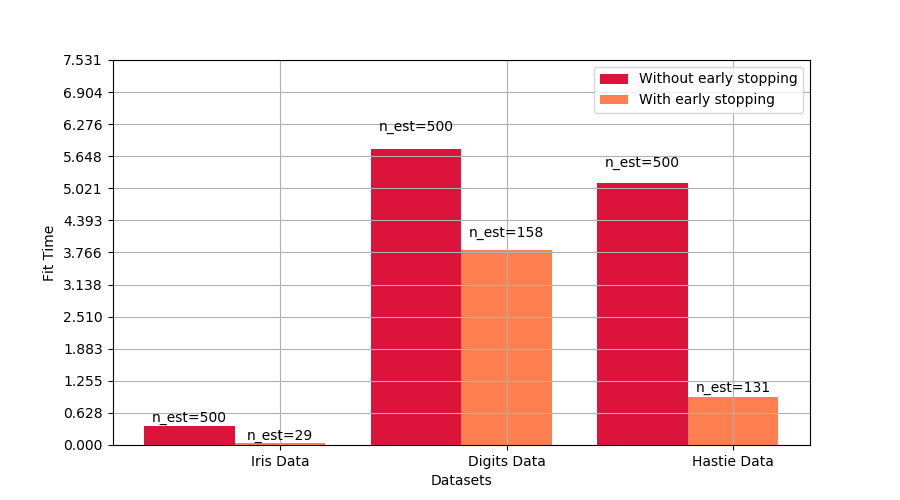 7.531
6.904
6.276
5.648
5.021
4.393
3.766
3.138
2.510
1.883
1.255
0.628
0.000
Fit Time
Without early stopping
With early stopping
n_est=500
n_est=29
n_est=500
n_est=158
n_est=500
n_est=131
Iris Data
Digits Data
Hastie Data
Datasets